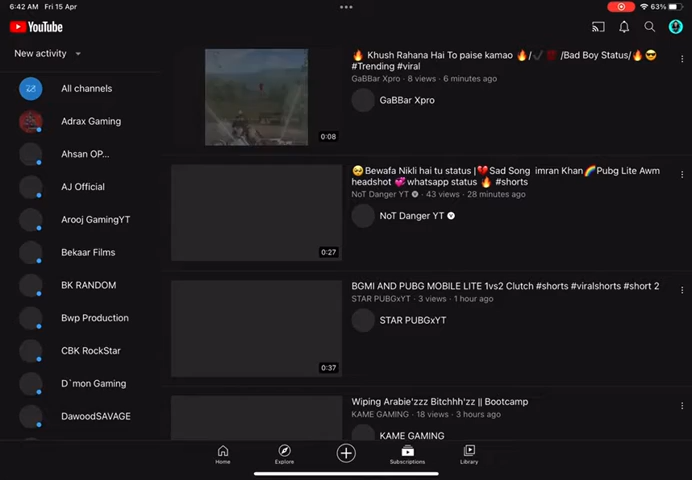 6:42 AM Fri 15 Apr
63%
YouTube
New activity
All channels
Adrax Gaming
Ahsan OP...
AJ Official
Arooj GamingYT
Bekaar Films
BK RANDOM
Bwp Production
CBK RockStar
D`mon Gaming
DawoodSAVAGE
0:08
🔥 Khush Rahana Hai To paise kamao 🔥/✔️💯 /Bad Boy Status/🔥😎
#Trending #viral
GaBBar Xpro · 8 views · 6 minutes ago
GaBBar Xpro
0:27
🥺Bewafa Nikli hai tu status |💔Sad Song imran Khan🌈Pubg Lite Awm
headshot 💞 whatsapp status 🔥 #shorts
NoT Danger YT · 43 views · 28 minutes ago
NoT Danger YT
0:37
BGMI AND PUBG MOBILE LITE 1vs2 Clutch #shorts #viralshorts #short 2
STAR PUBGxYT · 3 views · 1 hour ago
STAR PUBGxYT
Wiping Arabie'zzz Bitchhh'zz || Bootcamp
KAME GAMING · 18 views · 3 hours ago
KAME GAMING
Home
Explore
Subscriptions
Library